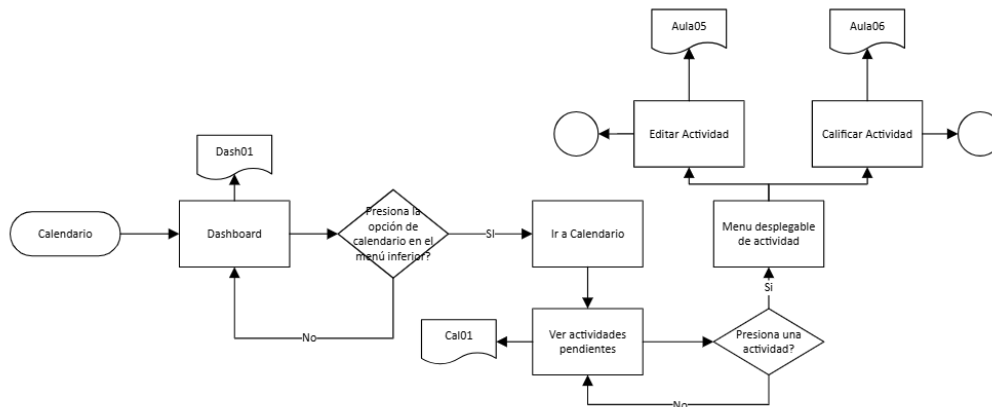 Aula05
Aula06
Editar Actividad
Calificar Actividad
Dash01
Presiona la
opción de
calendario en el
menú inferior?
Calendario
Dashboard
SI
Ir a Calendario
Menu desplegable
de actividad
No
Si
Cal01
Ver actividades
pendientes
Presiona una
actividad?
No